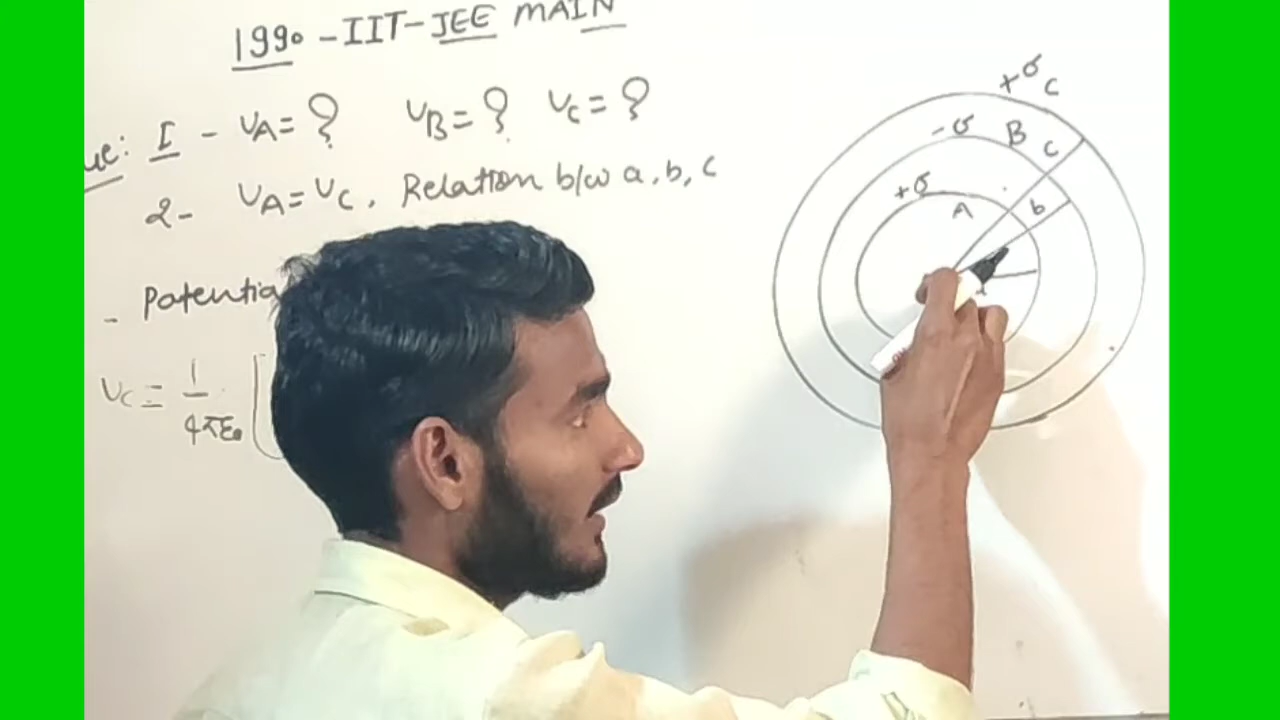 1990 - IIT - JEE MAIN
ue: I - VA = ? VB = ? VC = ?
2- VA = VC, Relation b/w a, b, c
- Potentia
VC = 1/4πε₀ [
+σ C
-σ B c
+σ A b